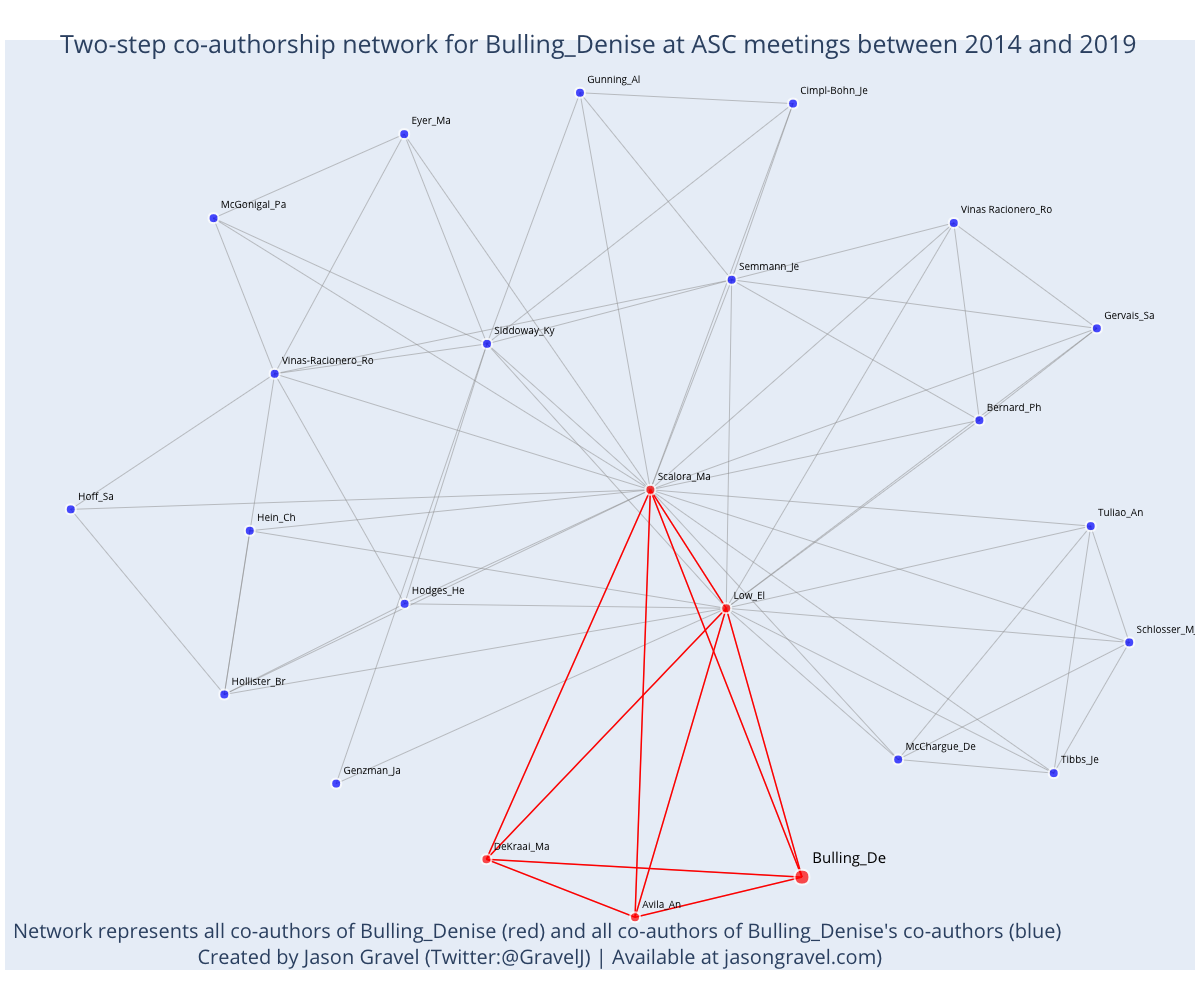 Two-step co-authorship network for Bulling_Denise at ASC meetings between 2014 and 2019
Gunning_Al
Cimpl-Bohn_Je
Eyer_Ma
McGonigal_Pa
Vinas Racionero_Ro
Semmann_Je
Gervais_Sa
Siddoway_Ky
Vinas-Racionero_Ro
Bernard_Ph
Scalora_Ma
Hoff_Sa
Hein_Ch
Tuliao_An
Hodges_He
Low_El
Schlosser_M
Hollister_Br
McChargue_De
Tibbs_Je
Genzman_Ja
DeKraai_Ma
Bulling_De
Avila_An
Network represents all co-authors of Bulling_Denise (red) and all co-authors of Bulling_Denise's co-authors (blue)
Created by Jason Gravel (Twitter:@GravelJ) | Available at jasongravel.com)